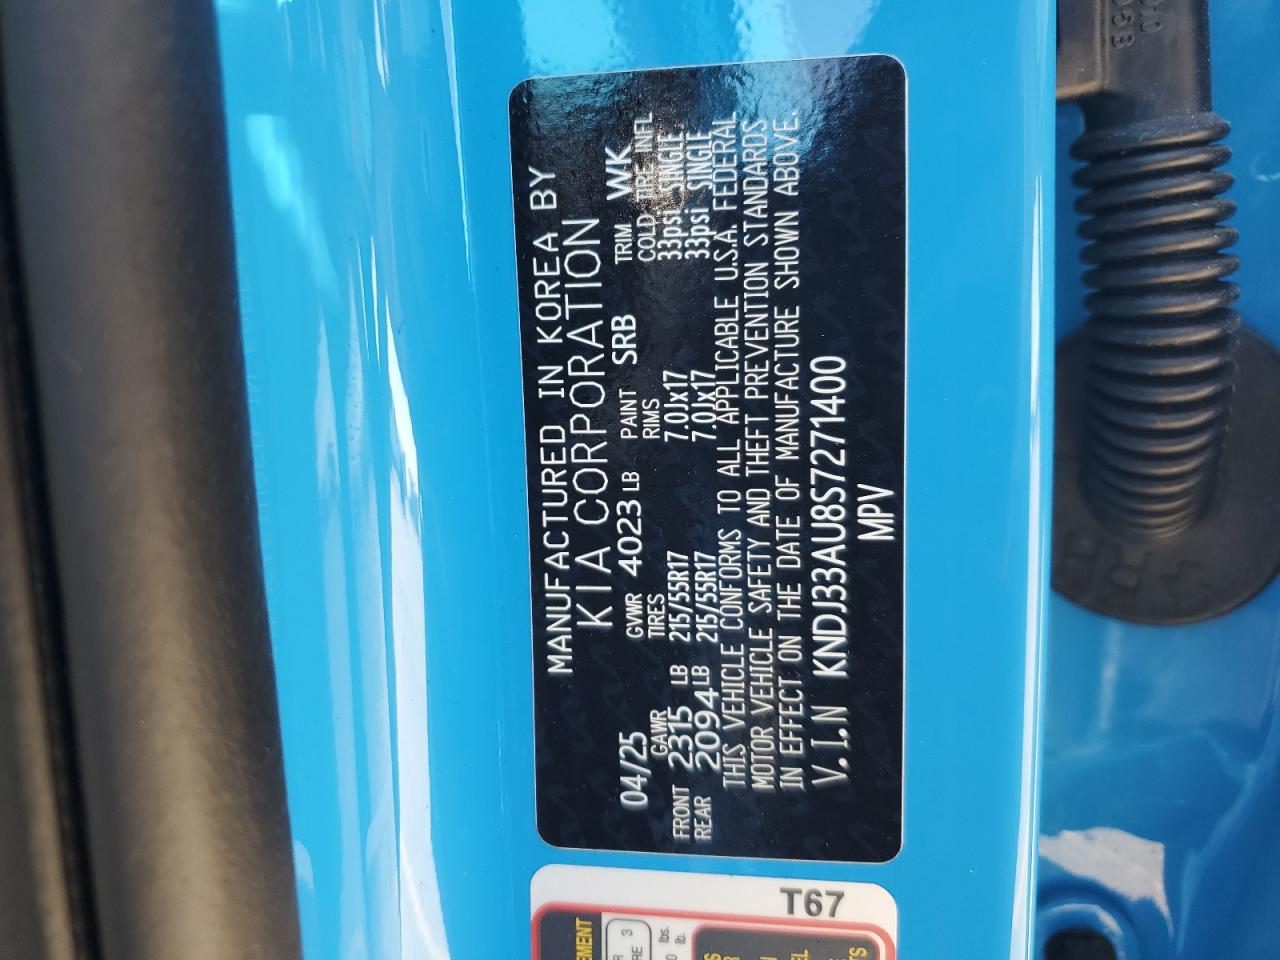 MANUFACTURED IN KOREA BY
KIA CORPORATION
04/25 GVWR 4023 LB PAINT SRB TRIM WK
GAWR TIRES RIMS COLD TIRE INFL
FRONT 2315 LB 215/55R17 7.0Jx17 33psi SINGLE
REAR 2094 LB 215/55R17 7.0Jx17 33psi SINGLE
THIS VEHICLE CONFORMS TO ALL APPLICABLE U.S.A. FEDERAL
MOTOR VEHICLE SAFETY AND THEFT PREVENTION STANDARDS
IN EFFECT ON THE DATE OF MANUFACTURE SHOWN ABOVE.
V.I.N KNDJ33AU8S7271400
MPV
T67